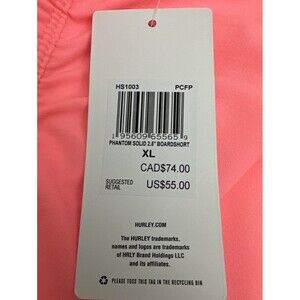 HS1003 PCFP
1 95609 65565 9
PHANTOM SOLID 2.5" BOARDSHORT
XL
CAD$74.00
SUGGESTED
RETAIL US$55.00
HURLEY.COM
The HURLEY trademarks,
names and logos are trademarks
of HRLY Brand Holdings LLC
and its affiliates.
PLEASE TOSS THIS TAG IN THE RECYCLING BIN